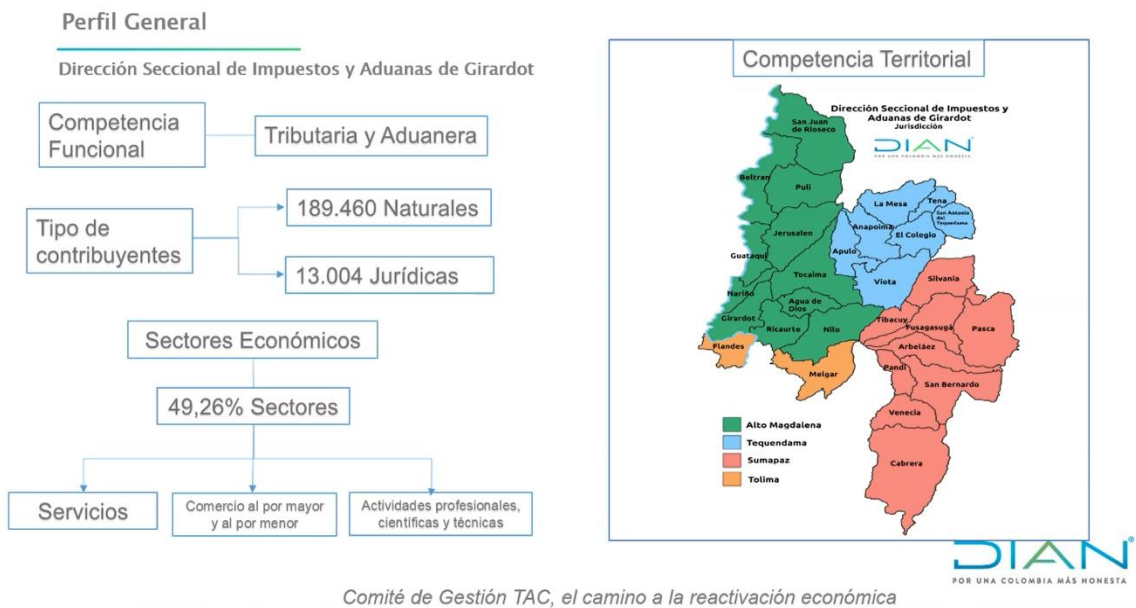 Perfil General
Dirección Seccional de Impuestos y Aduanas de Girardot
Competencia
Funcional
Tributaria y Aduanera
Tipo de
contribuyentes
189.460 Naturales
13.004 Jurídicas
Sectores Económicos
49,26% Sectores
Servicios
Comercio al por mayor
y al por menor
Actividades profesionales,
científicas y técnicas
Competencia Territorial
Dirección Seccional de Impuestos y
Aduanas de Girardot
Jurisdicción
DIAN
POR UNA COLOMBIA MÁS HONESTA
San Juan
de Rioseco
Beltran
Puli
La Mesa
Tena
San Antonio
del
Tequendama
Anapoima
El Colegio
Jerusalen
Apulo
Guataqui
Viota
Silvania
Tocaima
Nariño
Agua de
Dios
Girardot
Ricaurte
Nilo
Tibacuy
Fusagasugá
Pasca
Flandes
Arbeláez
Melgar
Pandi
San Bernardo
Venecia
Cabrera
Alto Magdalena
Tequendama
Sumapaz
Tolima
DIAN®
POR UNA COLOMBIA MÁS HONESTA
Comité de Gestión TAC, el camino a la reactivación económica